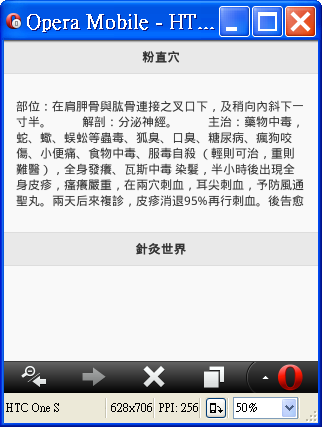 Opera Mobile - HT...
粉直穴
部位：在肩胛骨與肱骨連接之叉口下，及稍向內斜下一
寸半。 解剖：分泌神經。 主治：藥物中毒，
蛇、蠍、蜈蚣等蟲毒、狐臭、口臭、糖尿病、瘋狗咬
傷、小便痛、食物中毒、服毒自殺（輕則可治，重則
難醫），全身發癢、瓦斯中毒 染髮，半小時後出現全
身皮疹，瘙癢嚴重，在兩穴刺血，耳尖刺血，予防風通
聖丸。兩天后來複診，皮疹消退95%再行刺血。後告愈
針灸世界
HTC One S 628x706 PPI: 256 50%